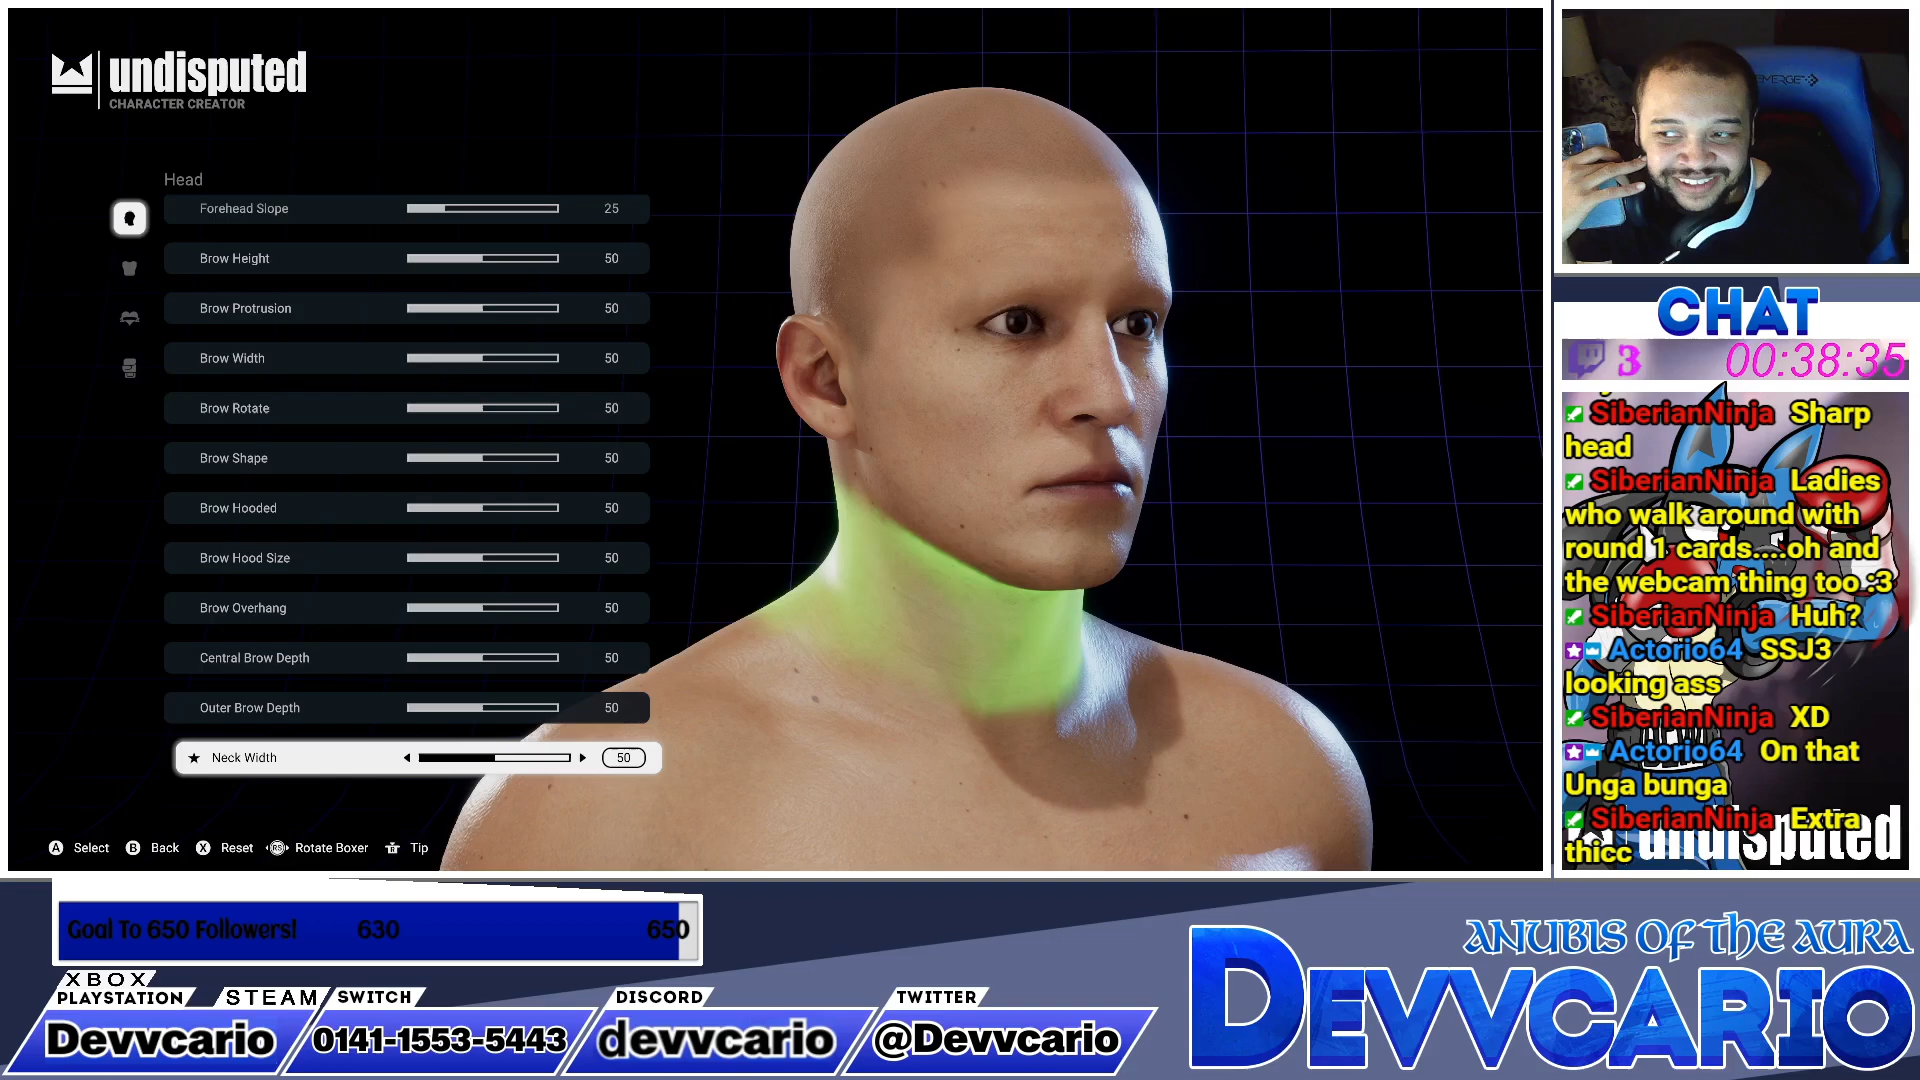 undisputed
CHARACTER CREATOR
Head
Forehead Slope 25
Brow Height 50
Brow Protrusion 50
Brow Width 50
Brow Rotate 50
Brow Shape 50
Brow Hooded 50
Brow Hood Size 50
Brow Overhang 50
Central Brow Depth 50
Outer Brow Depth 50
Neck Width 50
A Select B Back X Reset RS Rotate Boxer Tip
EMERGE
CHAT
3 00:38:35
SiberianNinja Sharp
head
SiberianNinja Ladies
who walk around with
round 1 cards....oh and
the webcam thing too :3
SiberianNinja Huh?
Actorio64 SSJ3
looking ass
SiberianNinja XD
Actorio64 On that
Unga bunga
SiberianNinja Extra
thicc
undisputed
Goal To 650 Followers! 630 650
XBOX
PLAYSTATION STEAM SWITCH DISCORD TWITTER
Devvcario 0141-1553-5443 devvcario @Devvcario
ANUBIS OF THE AURA
DEVVCARIO